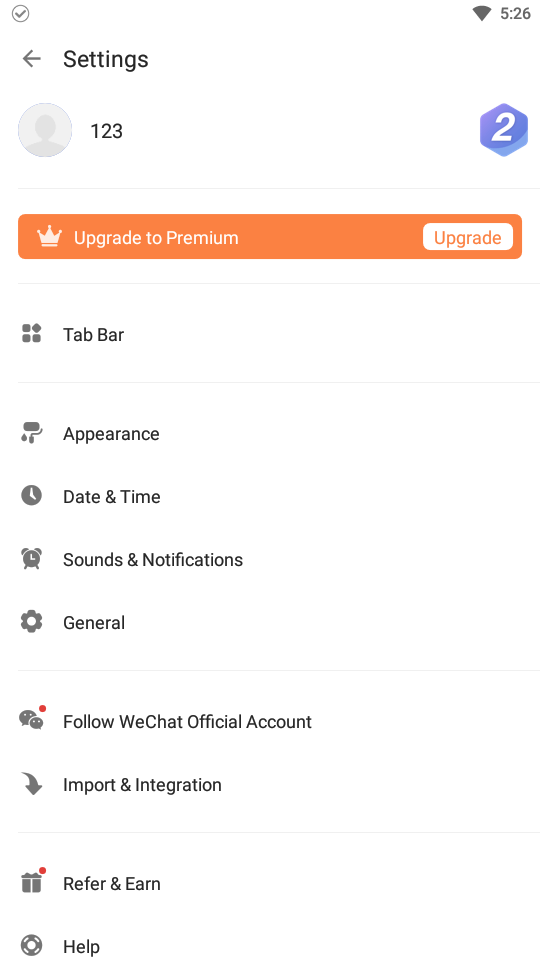 5:26
Settings
123
2
Upgrade to Premium
Upgrade
Tab Bar
Appearance
Date & Time
Sounds & Notifications
General
Follow WeChat Official Account
Import & Integration
Refer & Earn
Help